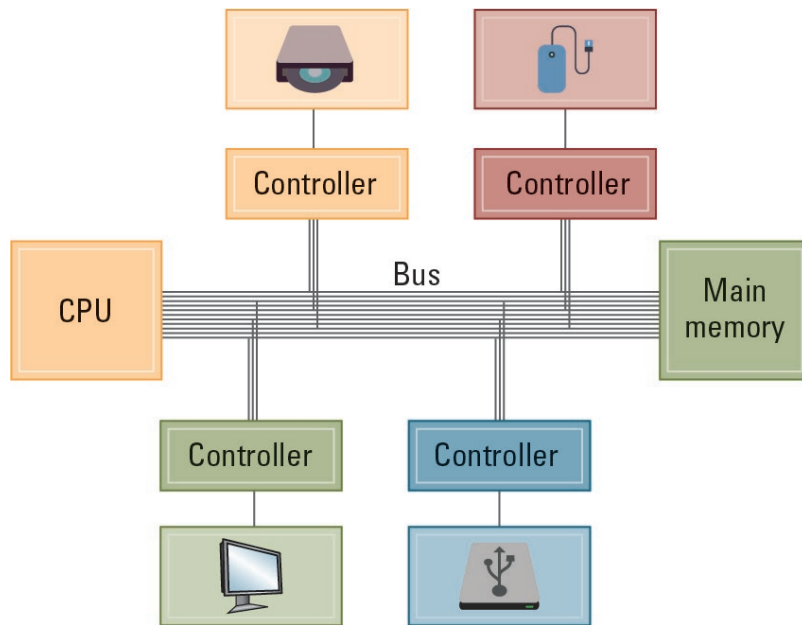 Controller
Controller
Bus
CPU
Main
memory
Controller
Controller